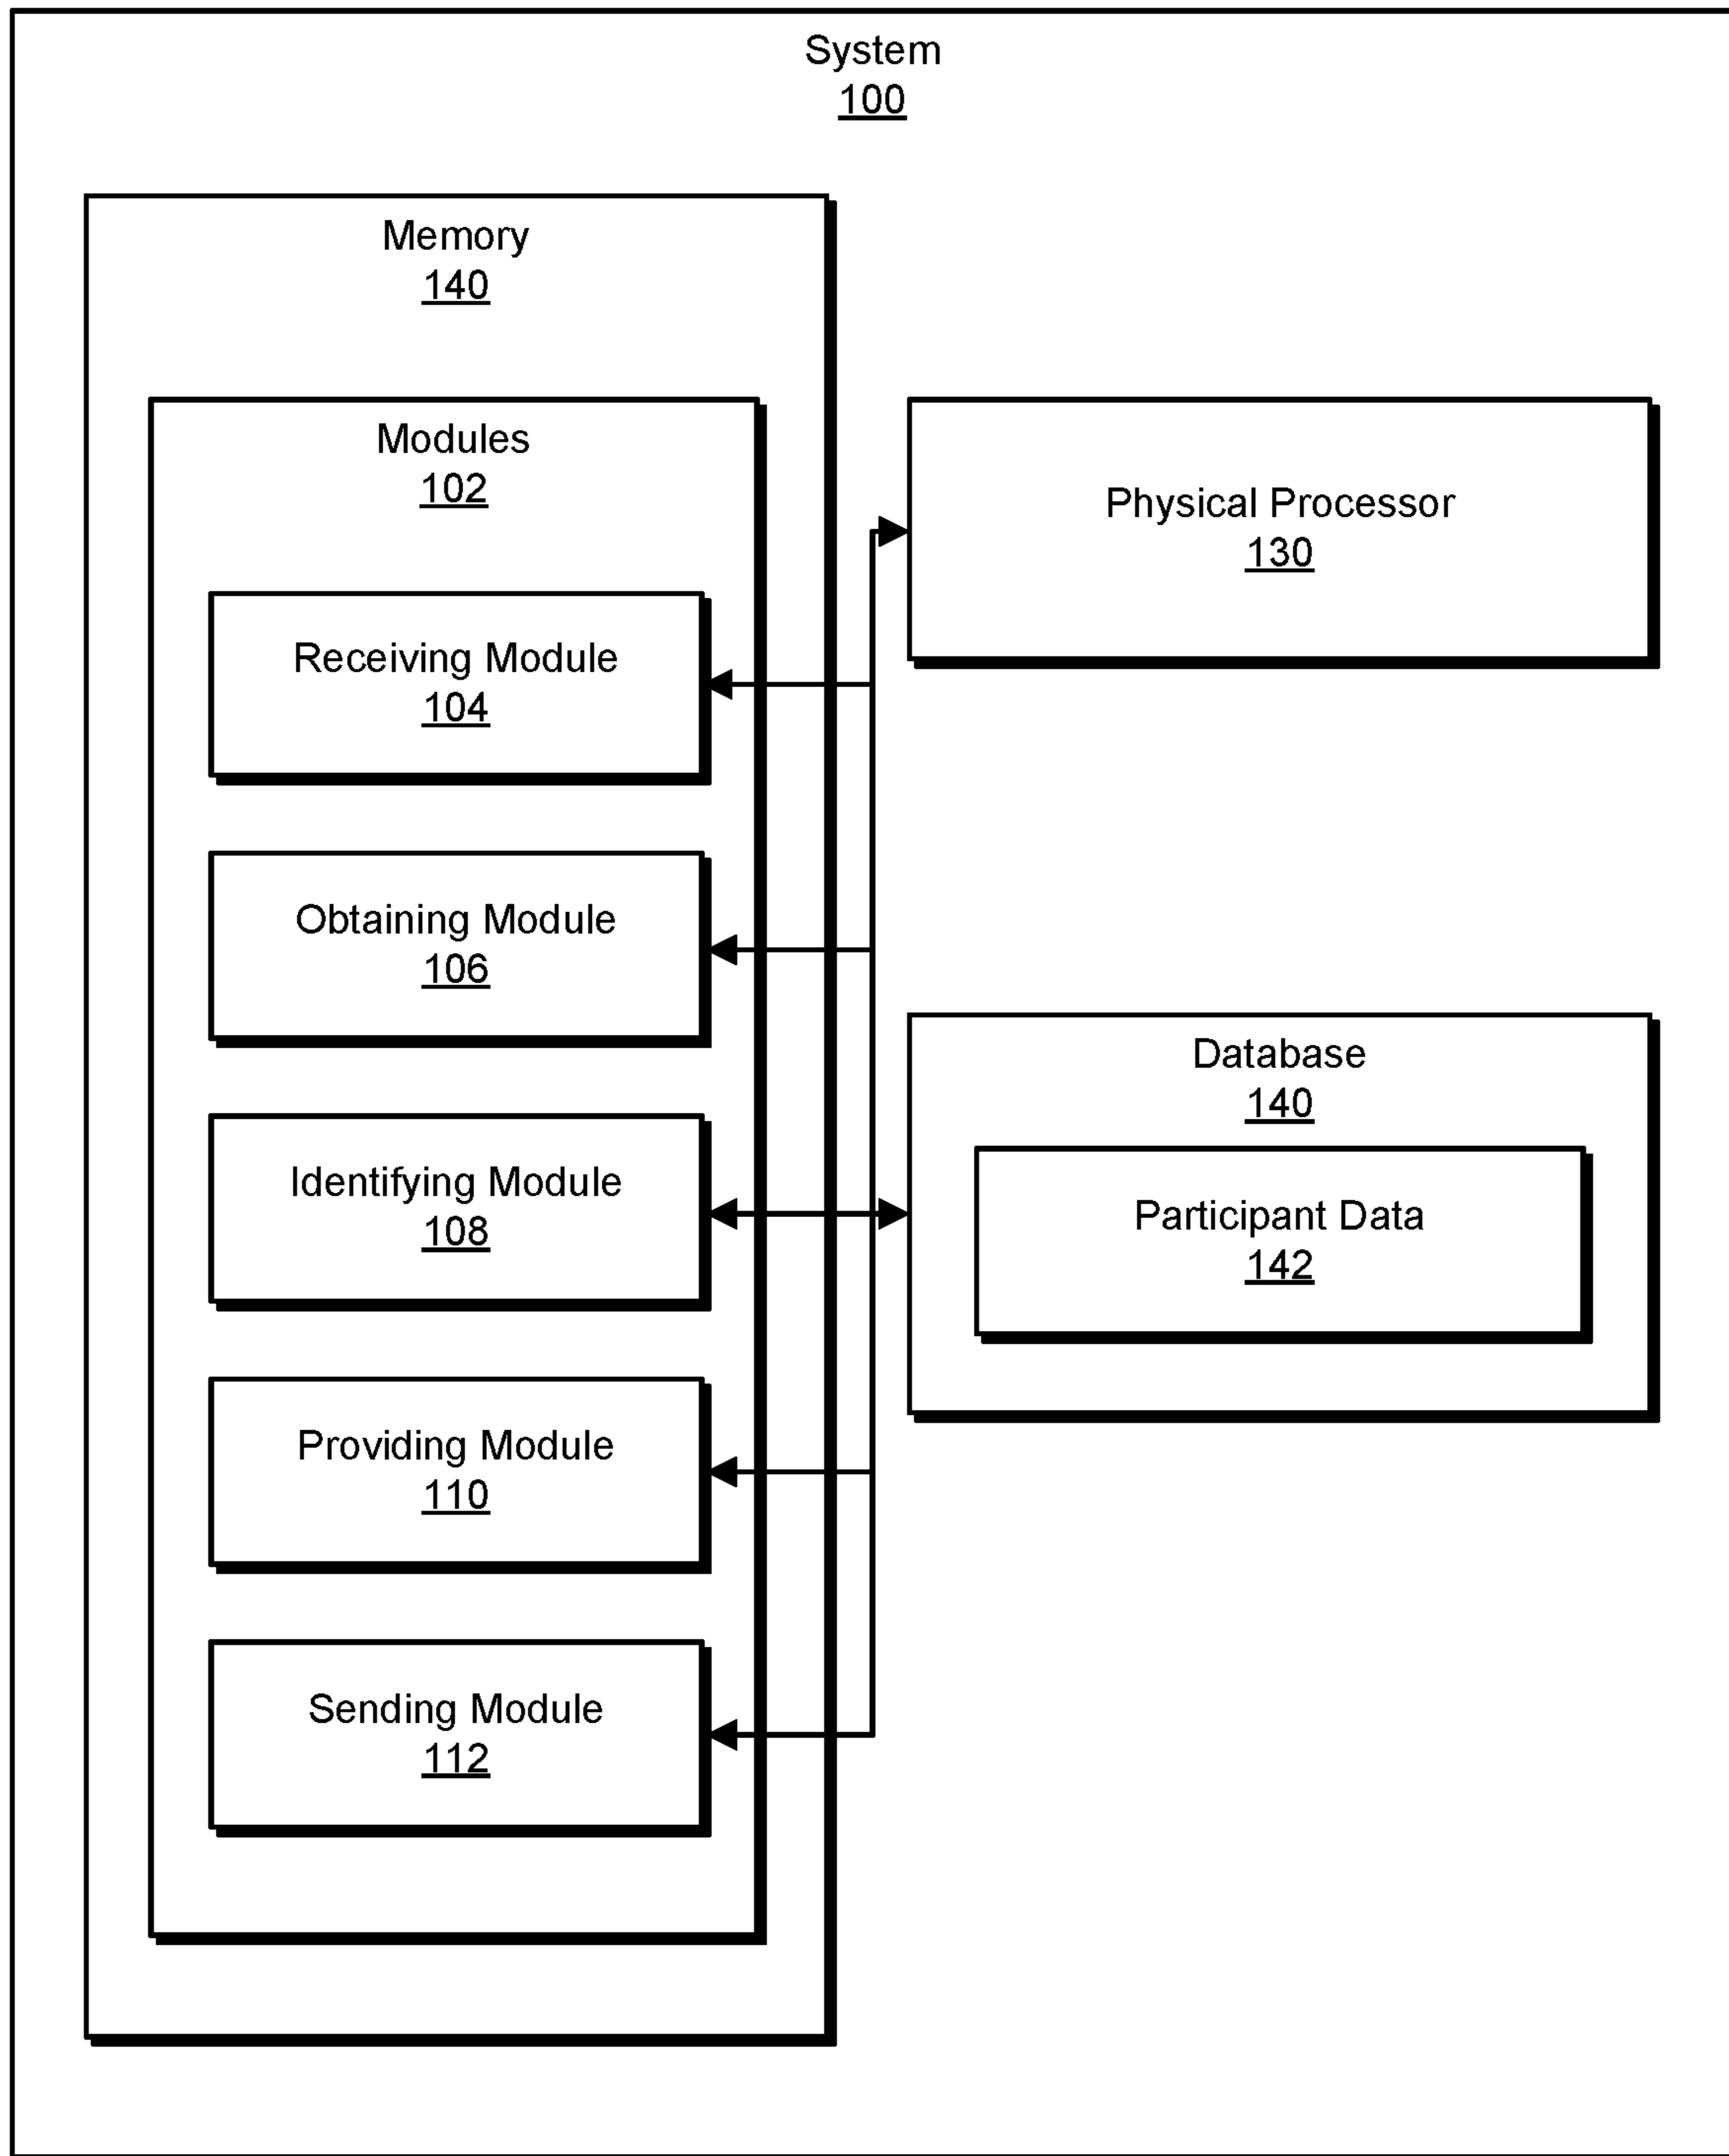 System
100
Memory
140
Modules
102
Receiving Module
104
Obtaining Module
106
Identifying Module
108
Providing Module
110
Sending Module
112
Physical Processor
130
Database
140
Participant Data
142